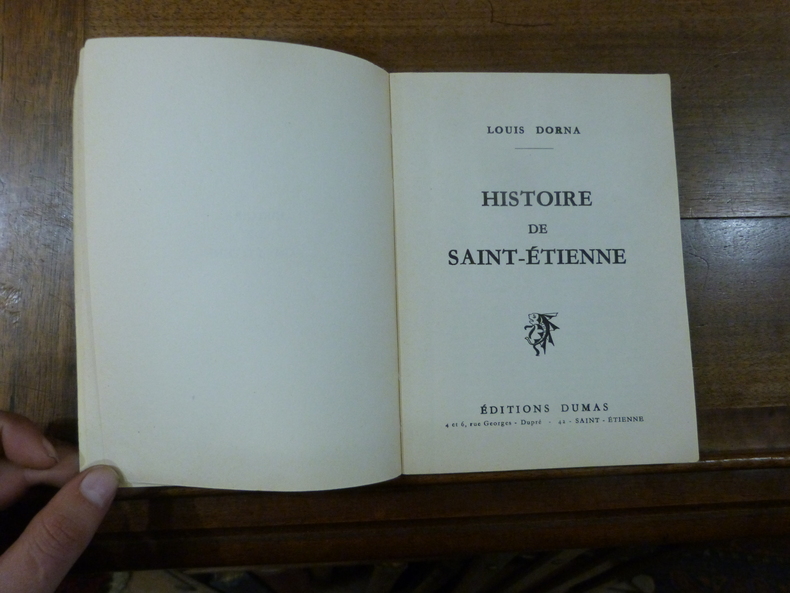 LOUIS DORNA
HISTOIRE
DE
SAINT-ÉTIENNE
ÉDITIONS DUMAS
4 et 6, rue Georges - Dupré - 42 - SAINT - ÉTIENNE